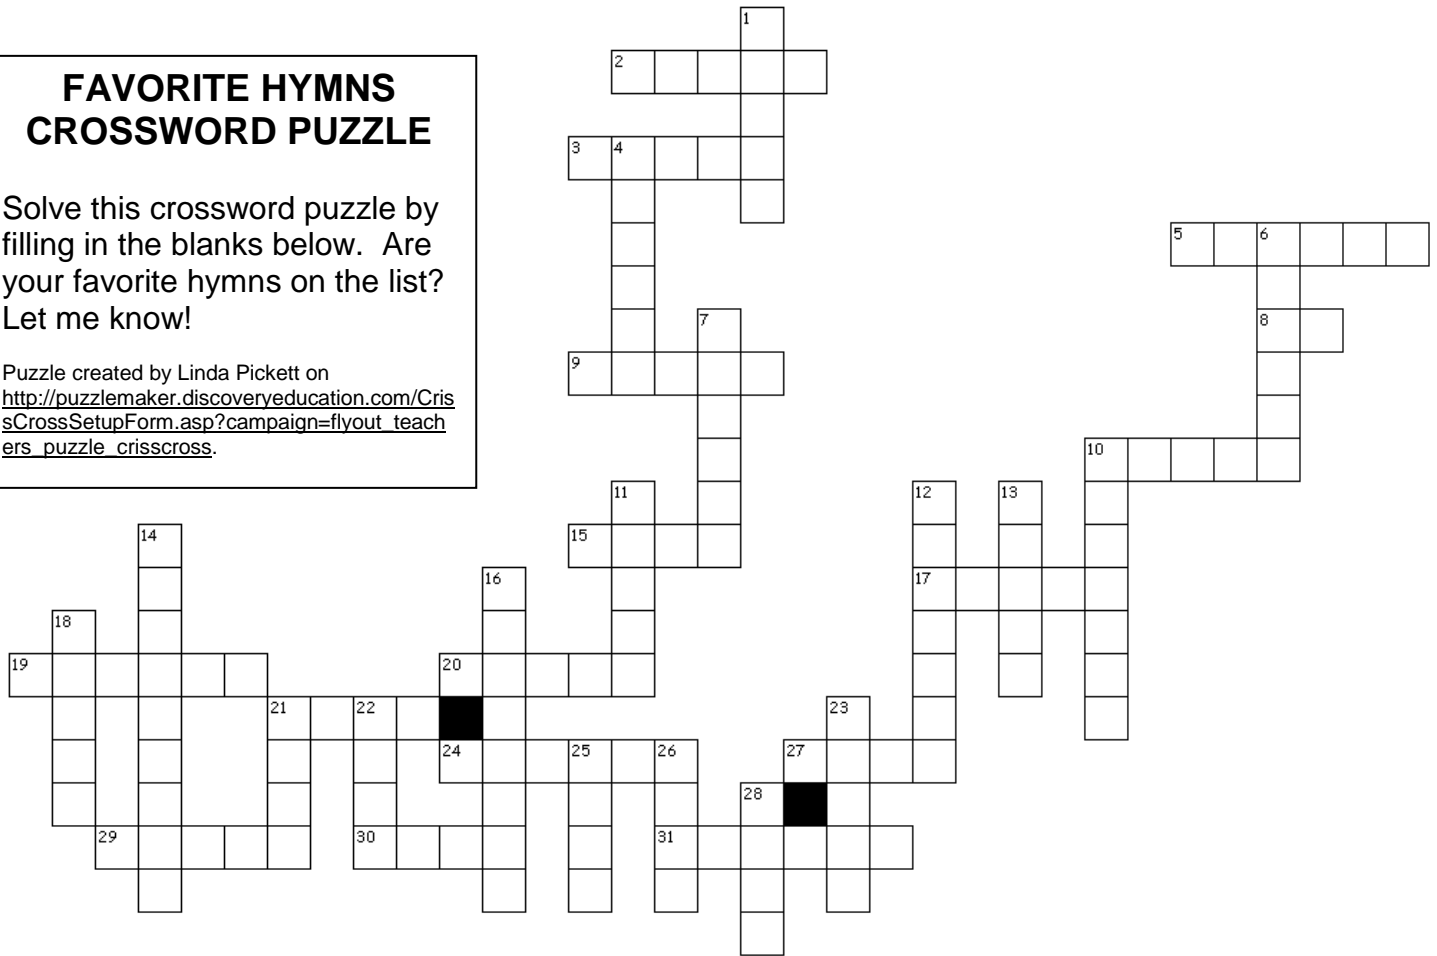 FAVORITE HYMNS
CROSSWORD PUZZLE
Solve this crossword puzzle by
filling in the blanks below. Are
your favorite hymns on the list?
Let me know!
Puzzle created by Linda Pickett on
http://puzzlemaker.discoveryeducation.com/Cris
sCrossSetupForm.asp?campaign=flyout_teach
ers_puzzle_crisscross.
1
2
3 4
5 6
7 8
9
10
11 12 13
14 15
16 17
18
19 20
21 22 23
24 25 26 27
28
29 30 31